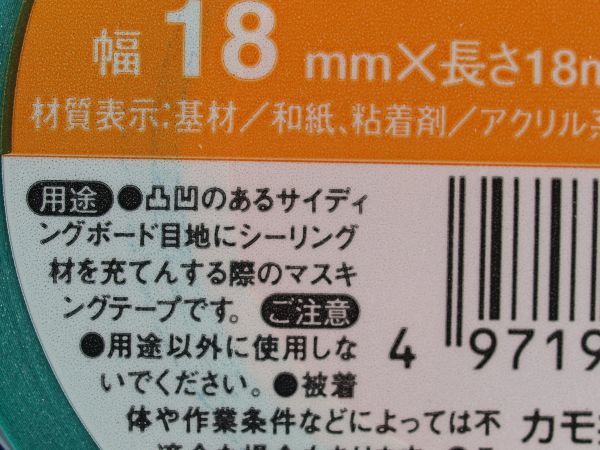 幅 18 mm×長さ18m
材質表示:基材/和紙、粘着剤/アクリル系
用途 ●凸凹のあるサイディ
ングボード目地にシーリング
材を充てんする際のマスキ
ングテープです。 ご注意
●用途以外に使用しな
いでください。●被着
体や作業条件などによっては不
4 9719
カモ